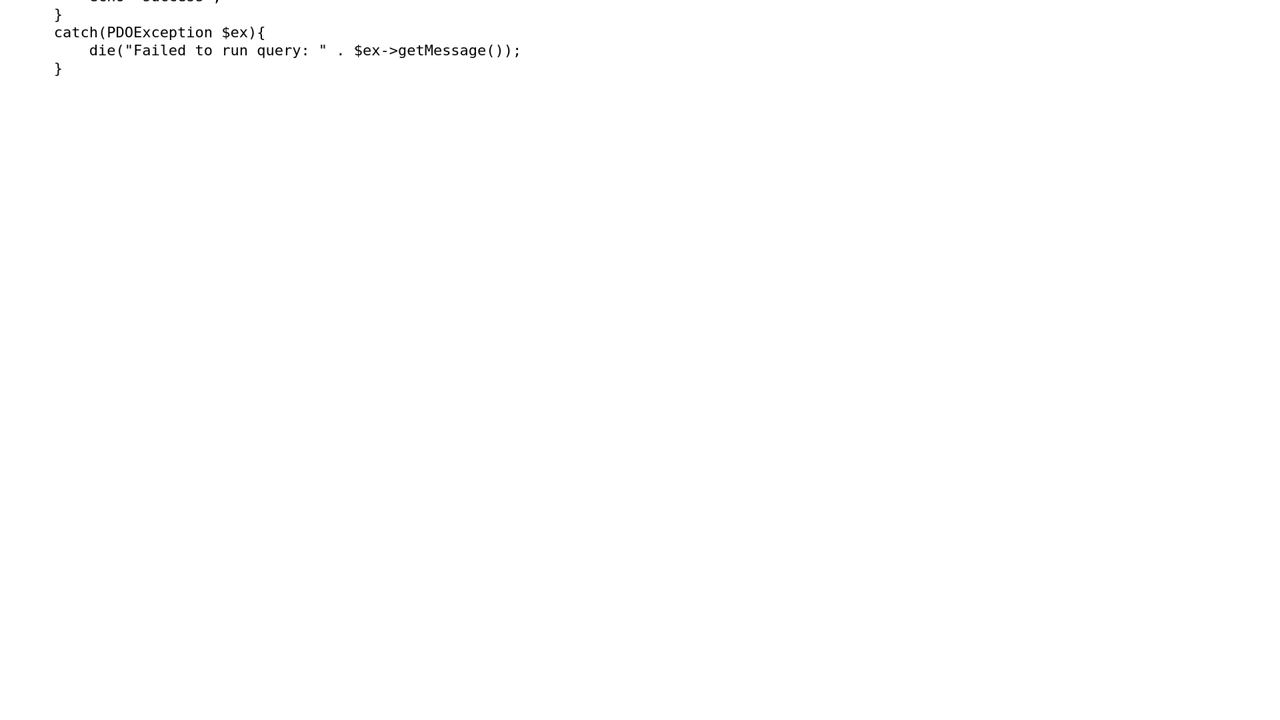 }
catch(PDOException $ex){
    die("Failed to run query: " . $ex->getMessage());
}